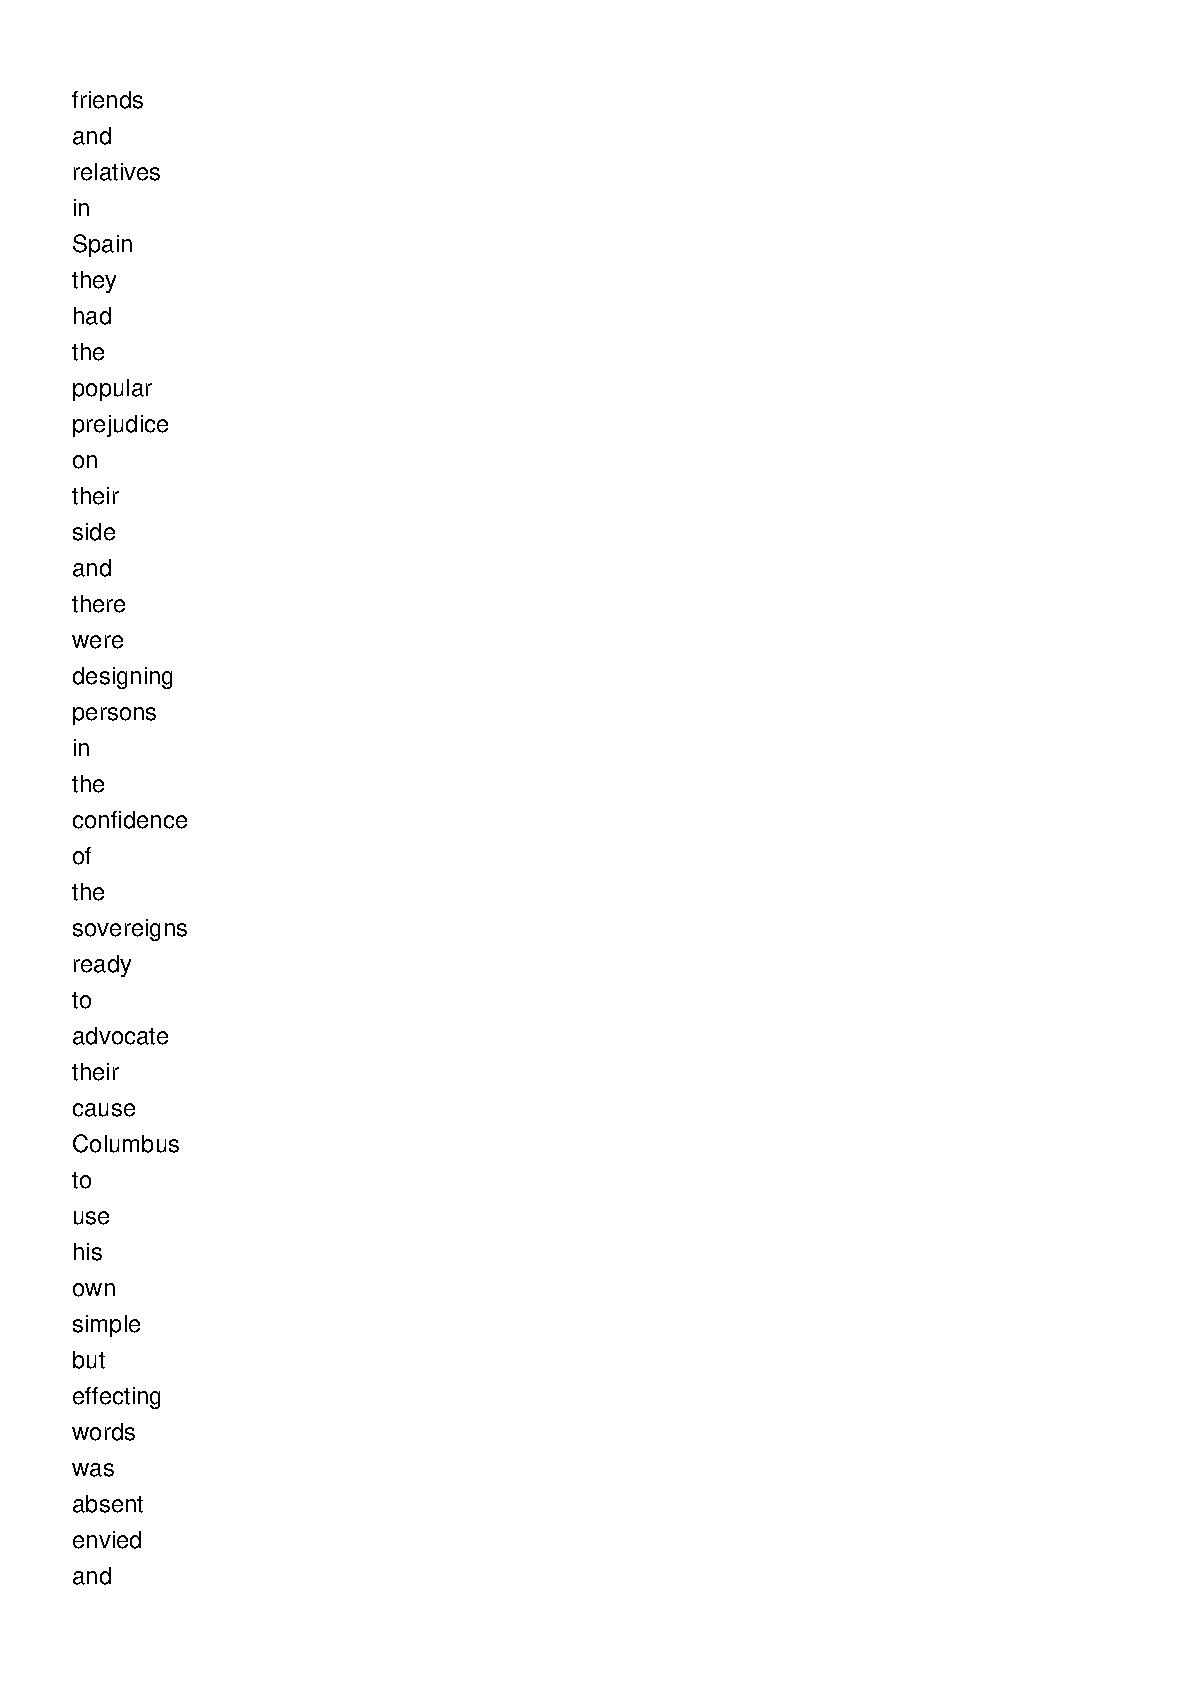 friends
and
relatives
in
Spain
they
had
the
popular
prejudice
on
their
side
and
there
were
designing
persons
in
the
confidence
of
the
sovereigns
ready
to
advocate
their
cause
Columbus
to
use
his
own
simple
but
effecting
words
was
absent
envied
and